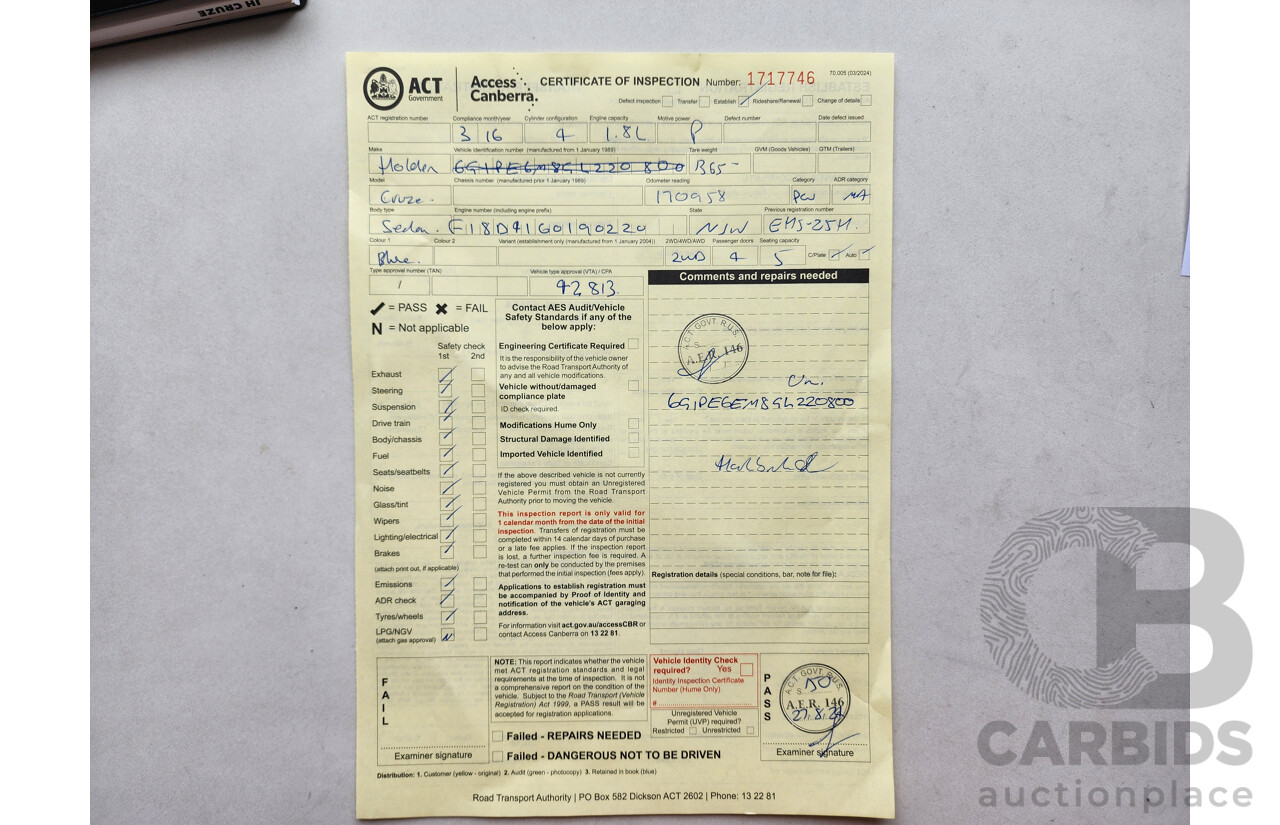 JH CRUZE
ACT
Government
Access
Canberra.
CERTIFICATE OF INSPECTION Number: 1717746
70.005 (03/2024)
Defect inspection Transfer Establish Rideshare/Renewal Change of details
ACT registration number Compliance month/year Cylinder configuration Engine capacity Motive power Defect number Date defect issued
3 16 4 1.8L P
Make Vehicle identification number (manufactured from 1 January 1989) Tare weight GVM (Goods Vehicles) GTM (Trailers)
Holden
Model Chassis number (manufactured prior 1 January 1989) Odometer reading Category ADR category
Cruze. 170958 MA
Body type Engine number (including engine prefix) State Previous registration number
Sedan. F18D41G0190220 NSW EMS-25H.
Colour 1 Colour 2 Variant (establishment only (manufactured from 1 January 2004)) 2WD/4WD/AWD Passenger doors Seating capacity
Blue. 2WD 4 5 C/Plate Auto
Type approval number (TAN) Vehicle type approval (VTA) / CPA
/ 42813.
Comments and repairs needed
= PASS = FAIL
N = Not applicable
Safety check
1st 2nd
Exhaust
Steering
Suspension
Drive train
Body/chassis
Fuel
Seats/seatbelts
Noise
Glass/tint
Wipers
Lighting/electrical
Brakes
(attach print out, if applicable)
Emissions
ADR check
Tyres/wheels
LPG/NGV
(attach gas approval) N
Contact AES Audit/Vehicle
Safety Standards if any of the
below apply:
Engineering Certificate Required
It is the responsibility of the vehicle owner
to advise the Road Transport Authority of
any and all vehicle modifications.
Vehicle without/damaged
compliance plate
ID check required.
Modifications Hume Only
Structural Damage Identified
Imported Vehicle Identified
If the above described vehicle is not currently
registered you must obtain an Unregistered
Vehicle Permit from the Road Transport
Authority prior to moving the vehicle.
This inspection report is only valid for
1 calendar month from the date of the initial
inspection. Transfers of registration must be
completed within 14 calendar days of purchase
or a late fee applies. If the inspection report
is lost, a further inspection fee is required. A
re-test can only be conducted by the premises
that performed the initial inspection (fees apply).
Applications to establish registration must
be accompanied by Proof of Identity and
notification of the vehicle's ACT garaging
address.
For information visit act.gov.au/accessCBR or
contact Access Canberra on 13 22 81.
ACT GOVT R.U.S.
A.E.R. 146
6G1PE6EM8GL220800
Registration details (special conditions, bar, note for file):
FAIL
Examiner signature
NOTE: This report indicates whether the vehicle
met ACT registration standards and legal
requirements at the time of inspection. It is not
a comprehensive report on the condition of the
vehicle. Subject to the Road Transport (Vehicle
Registration) Act 1999, a PASS result will be
accepted for registration applications.
Failed - REPAIRS NEEDED
Failed - DANGEROUS NOT TO BE DRIVEN
Vehicle Identity Check
required? Yes
Identity Inspection Certificate
Number (Hume Only)
#
Unregistered Vehicle
Permit (UVP) required?
Restricted Unrestricted
PASS
ACT GOVT R.U.S.
150
A.E.R. 146
27.8.24
Examiner signature
Distribution: 1. Customer (yellow - original) 2. Audit (green - photocopy) 3. Retained in book (blue)
Road Transport Authority | PO Box 582 Dickson ACT 2602 | Phone: 13 22 81
CARBIDS
auctionplace